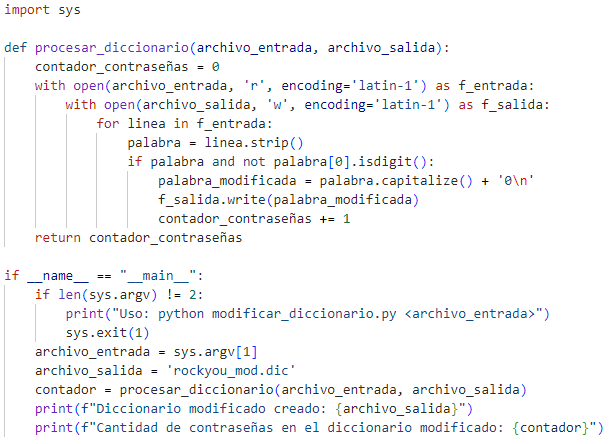 import sys

def procesar_diccionario(archivo_entrada, archivo_salida):
    contador_contraseñas = 0
    with open(archivo_entrada, 'r', encoding='latin-1') as f_entrada:
        with open(archivo_salida, 'w', encoding='latin-1') as f_salida:
            for linea in f_entrada:
                palabra = linea.strip()
                if palabra and not palabra[0].isdigit():
                    palabra_modificada = palabra.capitalize() + '0\n'
                    f_salida.write(palabra_modificada)
                    contador_contraseñas += 1
    return contador_contraseñas

if __name__ == "__main__":
    if len(sys.argv) != 2:
        print("Uso: python modificar_diccionario.py <archivo_entrada>")
        sys.exit(1)
    archivo_entrada = sys.argv[1]
    archivo_salida = 'rockyou_mod.dic'
    contador = procesar_diccionario(archivo_entrada, archivo_salida)
    print(f"Diccionario modificado creado: {archivo_salida}")
    print(f"Cantidad de contraseñas en el diccionario modificado: {contador}")